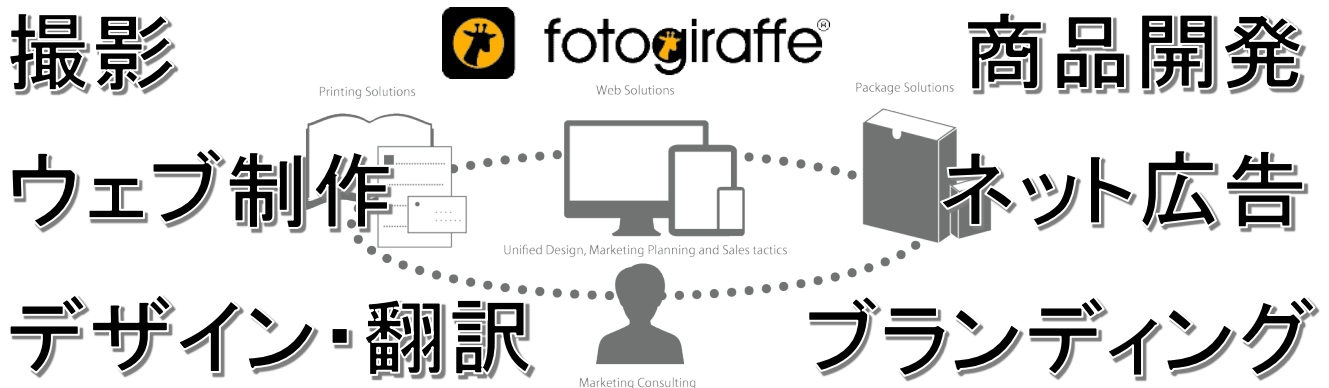 撮影
fotogiraffe®
商品開発
Printing Solutions
Web Solutions
Package Solutions
ウェブ制作
ネット広告
Unified Design, Marketing Planning and Sales tactics
デザイン・翻訳
ブランディング
Marketing Consulting